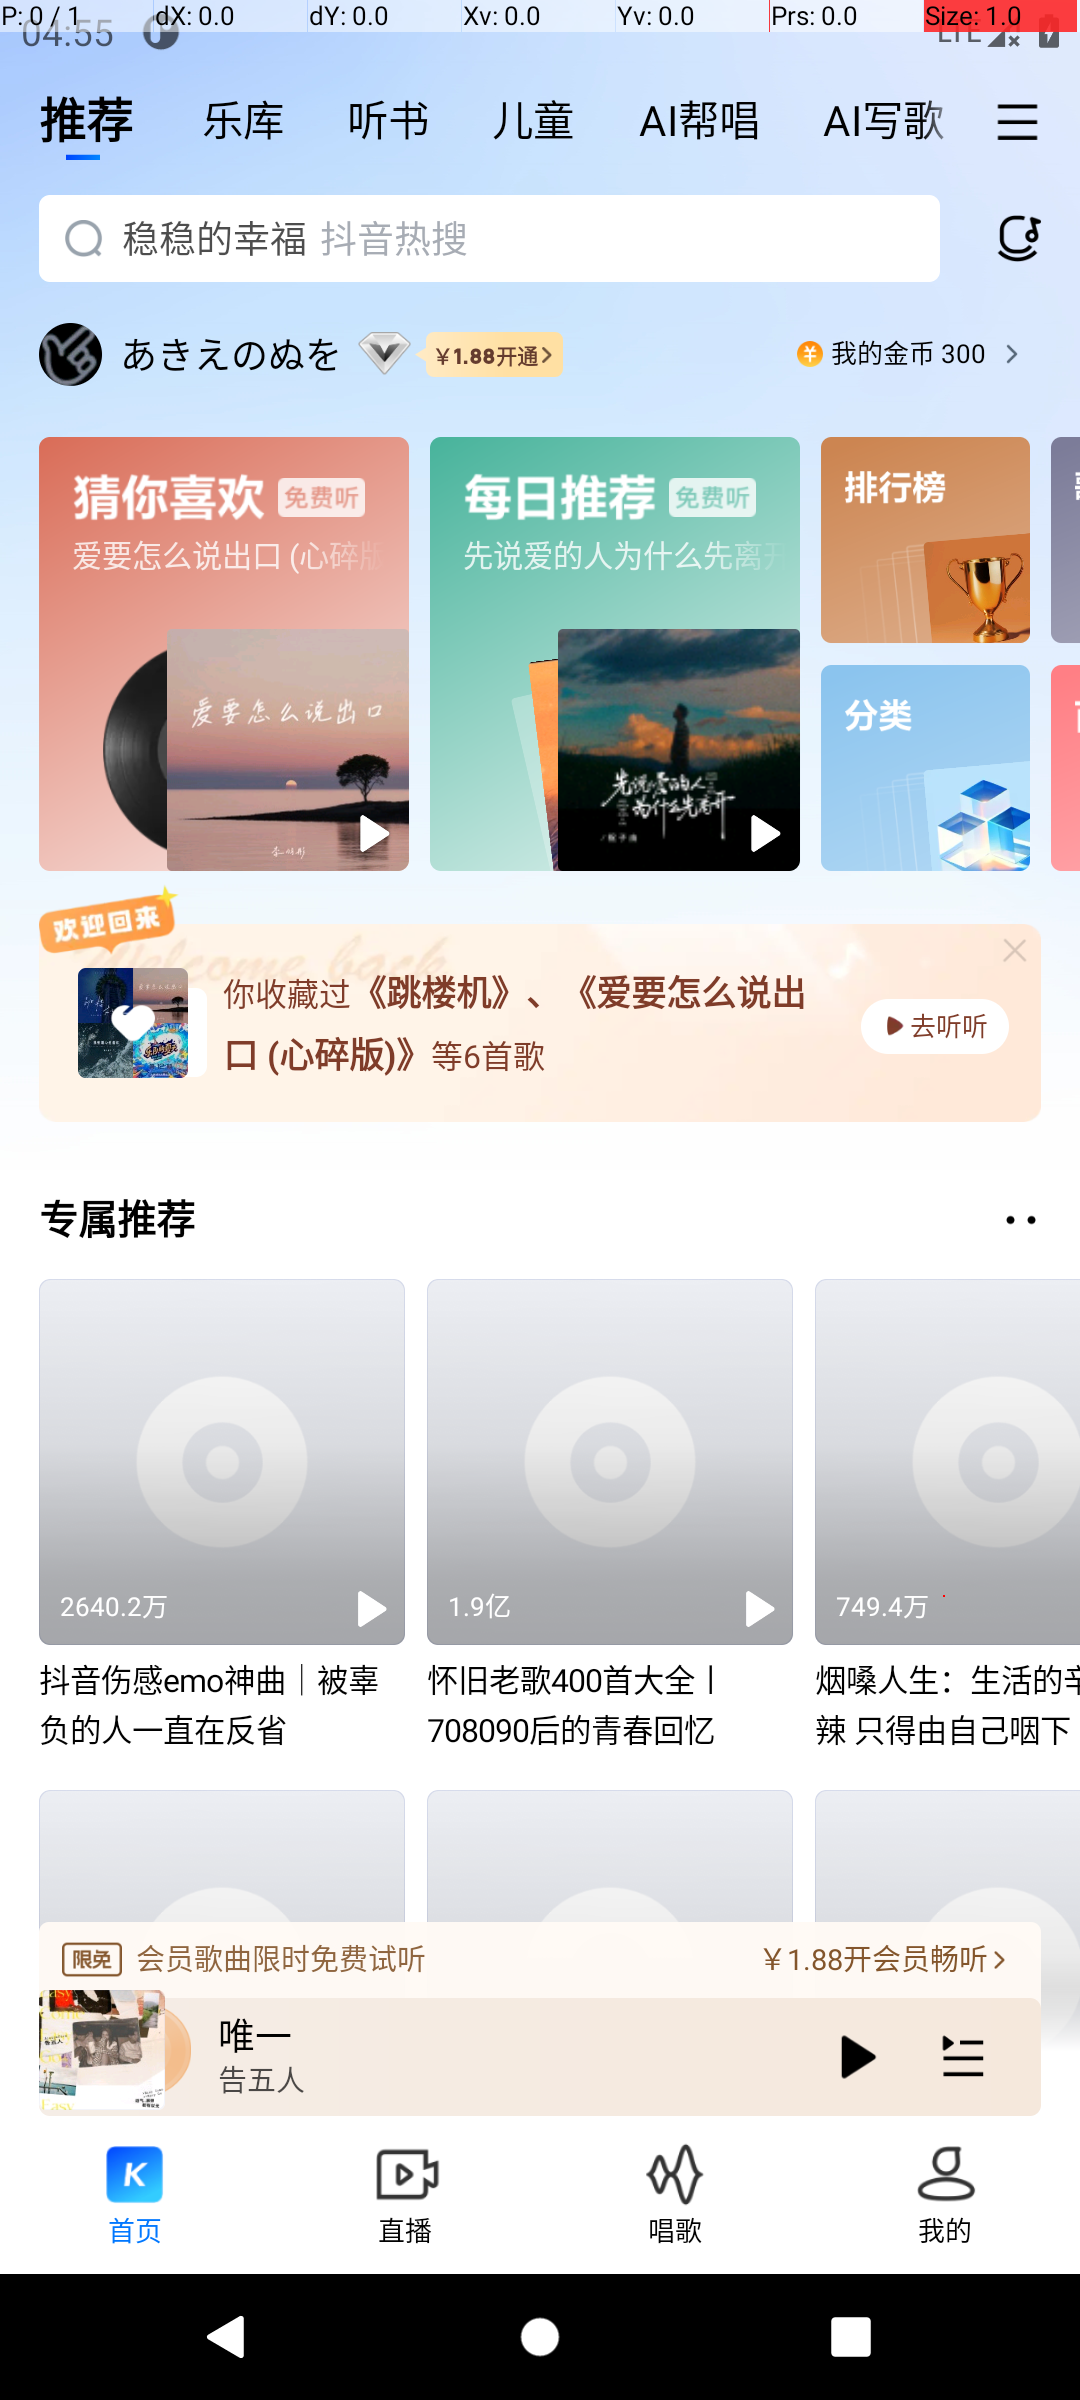 P: 0 / 1 dX: 0.0 dY: 0.0 Xv: 0.0 Yv: 0.0 Prs: 0.0 Size: 1.0
04:55 LTE
推荐 乐库 听书 儿童 AI帮唱 AI写歌
稳稳的幸福 抖音热搜
あきえのぬを ¥1.88开通 我的金币 300
猜你喜欢 免费听
爱要怎么说出口 (心碎版
每日推荐 免费听
先说爱的人为什么先离开
排行榜
分类
爱要怎么说出口
先说爱的人
为什么先离开
欢迎回来
Welcome back
你收藏过《跳楼机》、《爱要怎么说出
口 (心碎版)》等6首歌
去听听
专属推荐
2640.2万
1.9亿
749.4万
抖音伤感emo神曲｜被辜
负的人一直在反省
怀旧老歌400首大全丨
708090后的青春回忆
烟嗓人生：生活的辛
辣 只得由自己咽下
限免 会员歌曲限时免费试听 ¥1.88开会员畅听
唯一
告五人
首页 直播 唱歌 我的